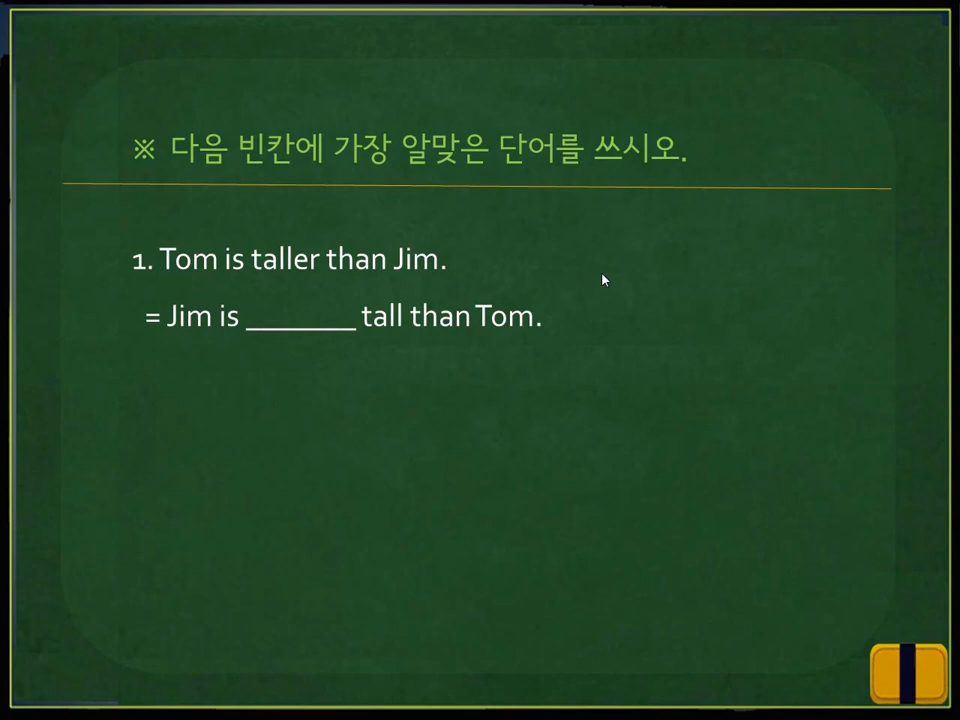 ※ 다음 빈칸에 가장 알맞은 단어를 쓰시오.
1. Tom is taller than Jim.
= Jim is _______ tall than Tom.